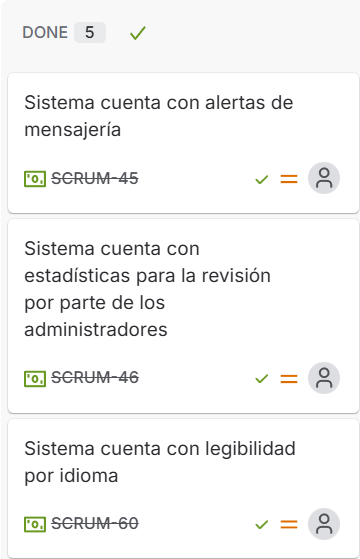 DONE 5
Sistema cuenta con alertas de
mensajería
SCRUM-45
Sistema cuenta con
estadísticas para la revisión
por parte de los
administradores
SCRUM-46
Sistema cuenta con legibilidad
por idioma
SCRUM-60